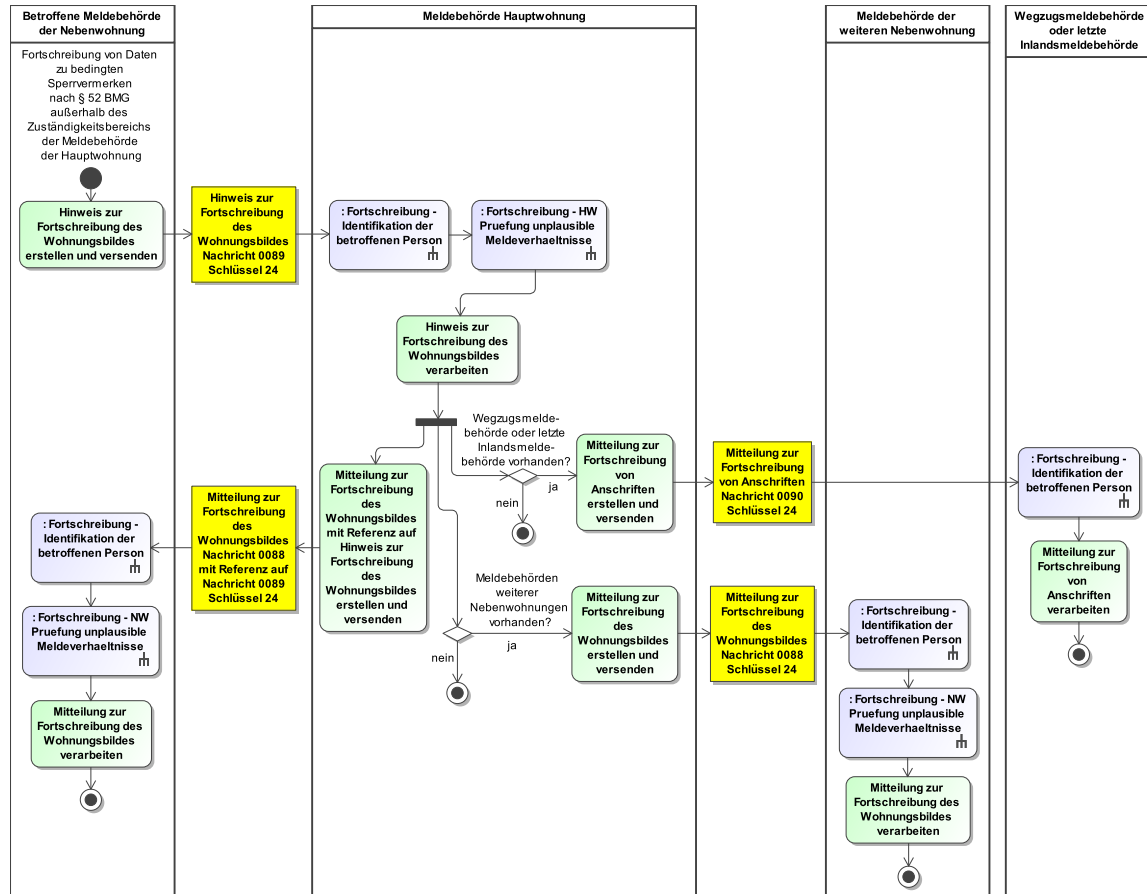 Betroffene Meldebehörde
der Nebenwohnung
Meldebehörde Hauptwohnung
Meldebehörde der
weiteren Nebenwohnung
Wegzugsmeldebehörde
oder letzte
Inlandsmeldebehörde
Fortschreibung von Daten
zu bedingten
Sperrvermerken
nach § 52 BMG
außerhalb des
Zuständigkeitsbereichs
der Meldebehörde
der Hauptwohnung
Hinweis zur
Fortschreibung des
Wohnungsbildes
erstellen und versenden
Hinweis zur
Fortschreibung
des
Wohnungsbildes
Nachricht 0089
Schlüssel 24
: Fortschreibung -
Identifikation der
betroffenen Person
: Fortschreibung - HW
Pruefung unplausible
Meldeverhaeltnisse
Hinweis zur
Fortschreibung des
Wohnungsbildes
verarbeiten
Wegzugsmelde-
behörde oder letzte
Inlandsmelde-
behörde vorhanden?
ja
nein
Mitteilung zur
Fortschreibung
von
Anschriften
erstellen und
versenden
Mitteilung zur
Fortschreibung
von Anschriften
Nachricht 0090
Schlüssel 24
: Fortschreibung -
Identifikation der
betroffenen Person
Mitteilung zur
Fortschreibung
von
Anschriften
verarbeiten
Mitteilung zur
Fortschreibung
des
Wohnungsbildes
mit Referenz auf
Hinweis zur
Fortschreibung
des
Wohnungsbildes
erstellen und
versenden
Mitteilung zur
Fortschreibung
des
Wohnungsbildes
Nachricht 0088
mit Referenz auf
Nachricht 0089
Schlüssel 24
: Fortschreibung -
Identifikation der
betroffenen Person
: Fortschreibung - NW
Pruefung unplausible
Meldeverhaeltnisse
Mitteilung zur
Fortschreibung des
Wohnungsbildes
verarbeiten
Meldebehörden
weiterer
Nebenwohnungen
vorhanden?
ja
nein
Mitteilung zur
Fortschreibung
des
Wohnungsbildes
erstellen und
versenden
Mitteilung zur
Fortschreibung
des
Wohnungsbildes
Nachricht 0088
Schlüssel 24
: Fortschreibung -
Identifikation der
betroffenen Person
: Fortschreibung - NW
Pruefung unplausible
Meldeverhaeltnisse
Mitteilung zur
Fortschreibung des
Wohnungsbildes
verarbeiten